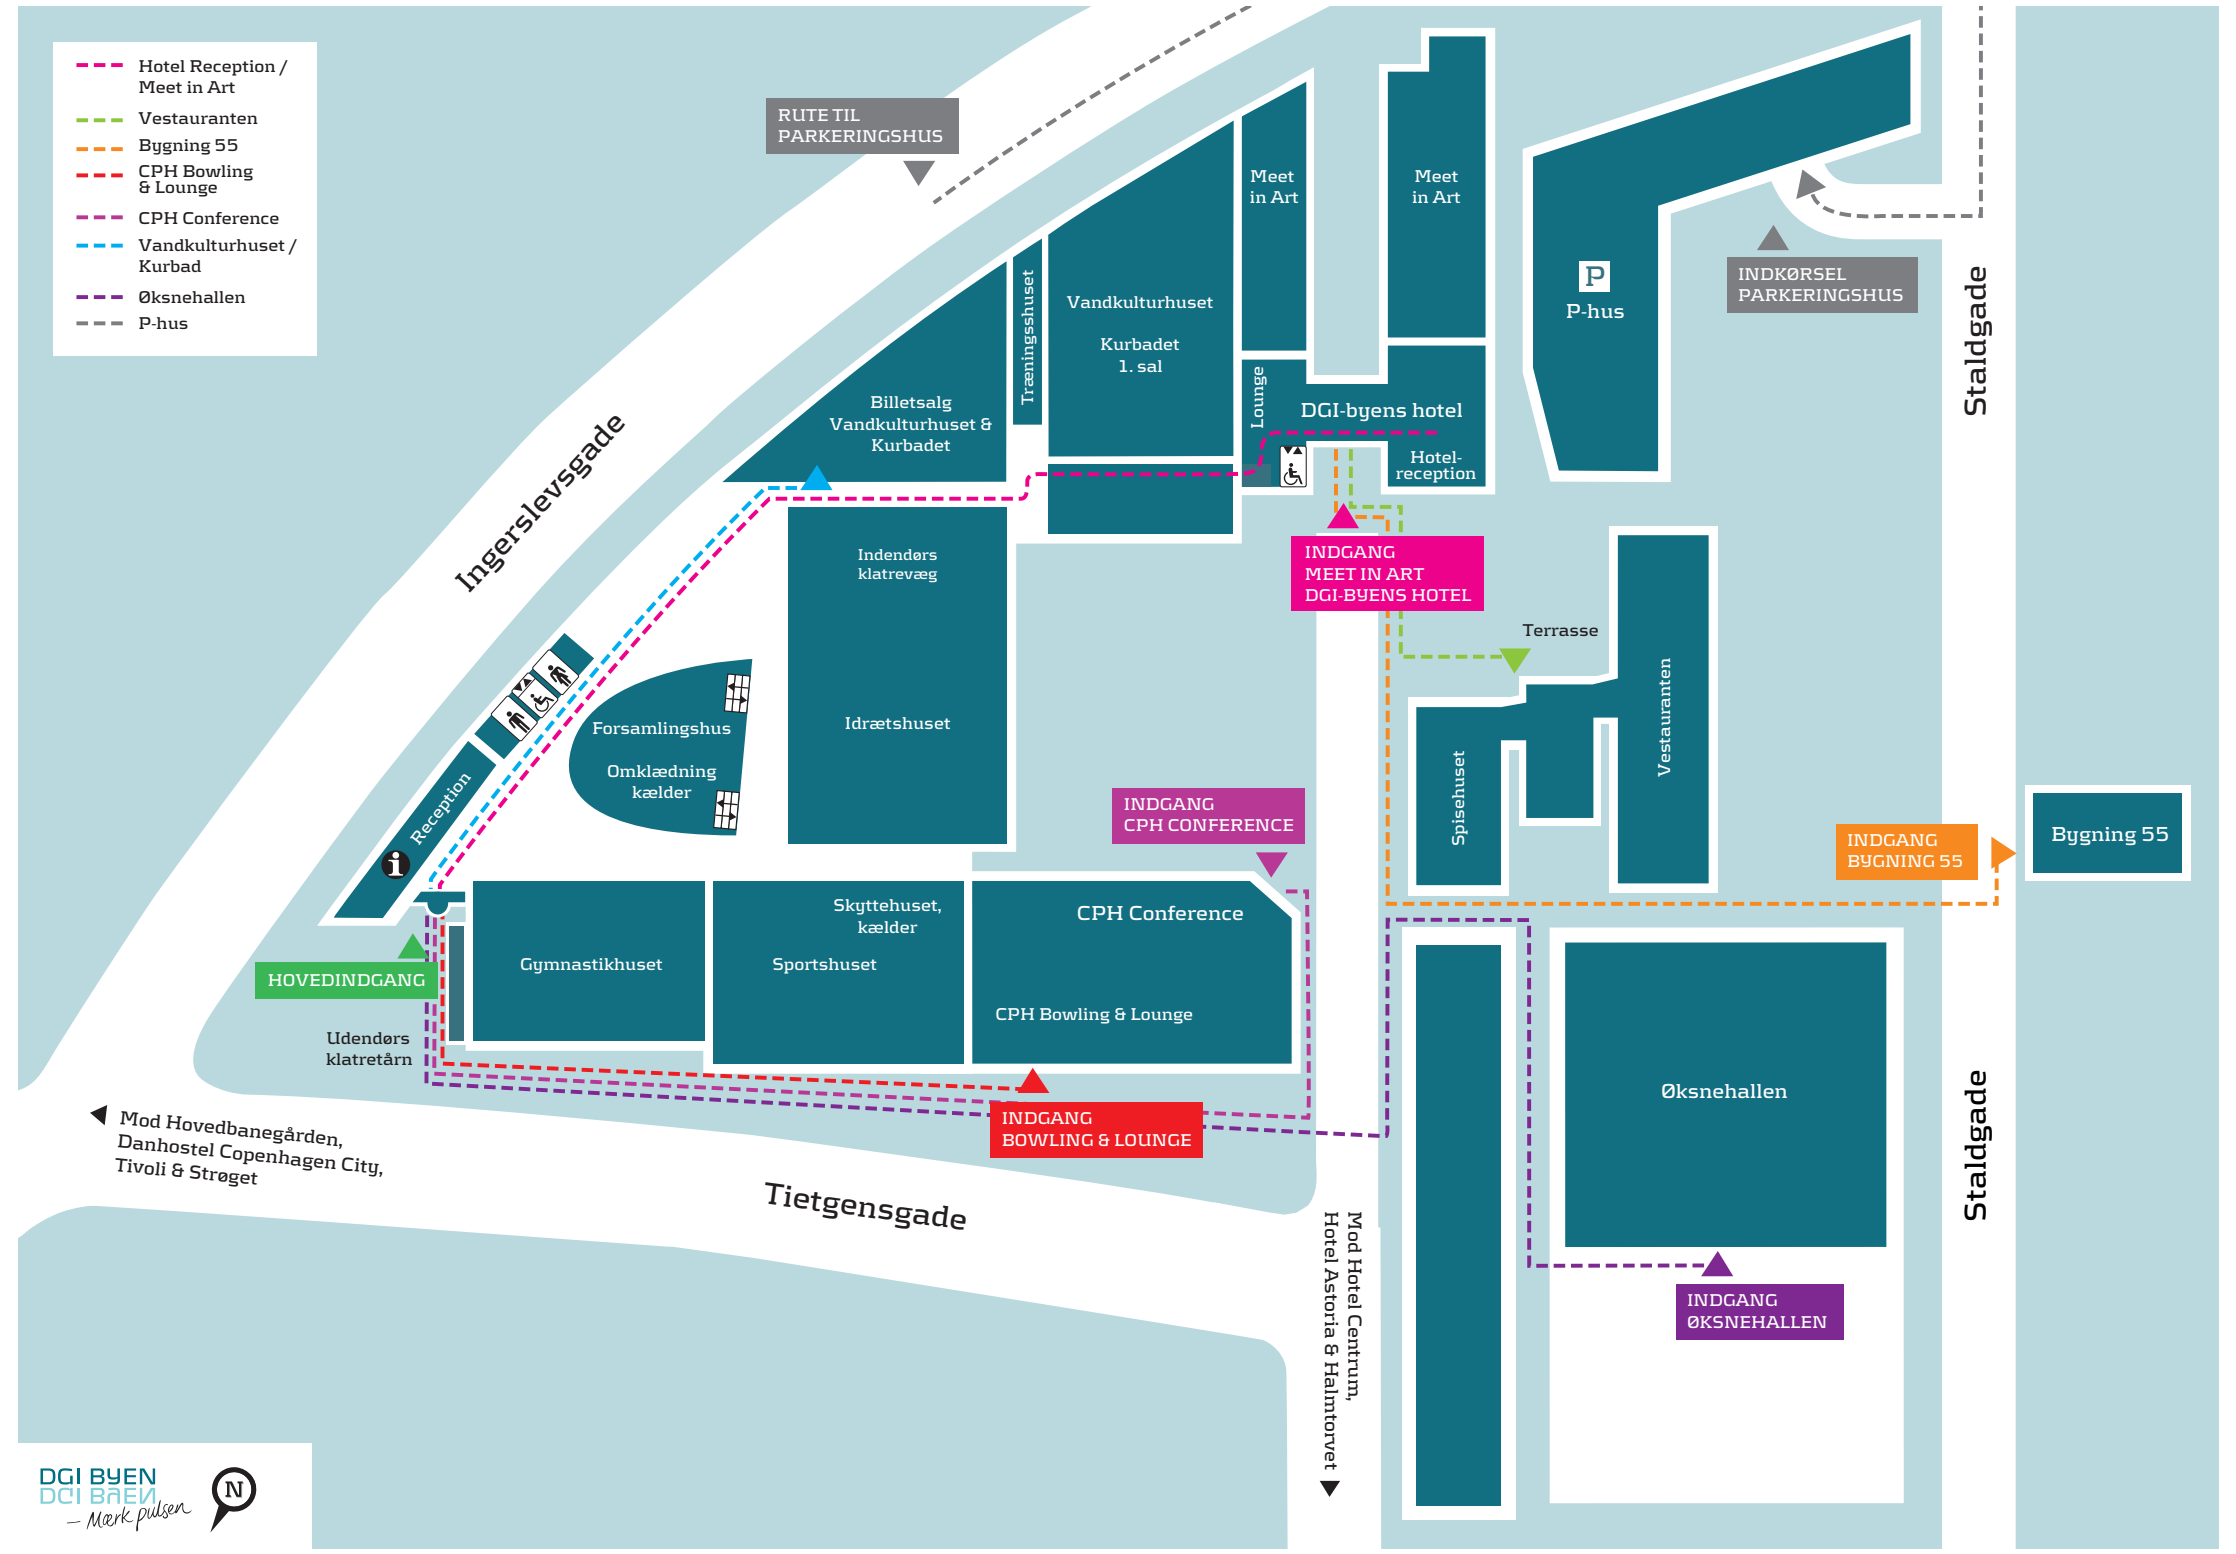 Hotel Reception /
Meet in Art
Vestauranten
Bygning 55
CPH Bowling
& Lounge
CPH Conference
Vandkulturhuset /
Kurbad
Øksnehallen
P-hus
RUTE TIL
PARKERINGSHUS
Meet
in Art
Meet
in Art
P
P-hus
INDKØRSEL
PARKERINGSHUS
Staldgade
Træningsshuset
Vandkulturhuset
Kurbadet
1. sal
Lounge
DGI-byens hotel
Hotel-
reception
Billetsalg
Vandkulturhuset &
Kurbadet
Ingerslevsgade
Indendørs
klatrevæg
Idrætshuset
INDGANG
MEET IN ART
DGI-BYENS HOTEL
Terrasse
Vestauranten
Spisehuset
Forsamlingshus
Omklædning
kælder
Reception
i
INDGANG
CPH CONFERENCE
INDGANG
BYGNING 55
Bygning 55
Skyttehuset,
kælder
Sportshuset
Gymnastikhuset
CPH Conference
CPH Bowling & Lounge
HOVEDINDGANG
Udendørs
klatretårn
INDGANG
BOWLING & LOUNGE
Øksnehallen
Staldgade
Mod Hovedbanegården,
Danhostel Copenhagen City,
Tivoli & Strøget
Tietgensgade
Mod Hotel Centrum,
Hotel Astoria & Halmtorvet
INDGANG
ØKSNEHALLEN
DGI BYEN
DGI BYEN
– Mærk pulsen
N